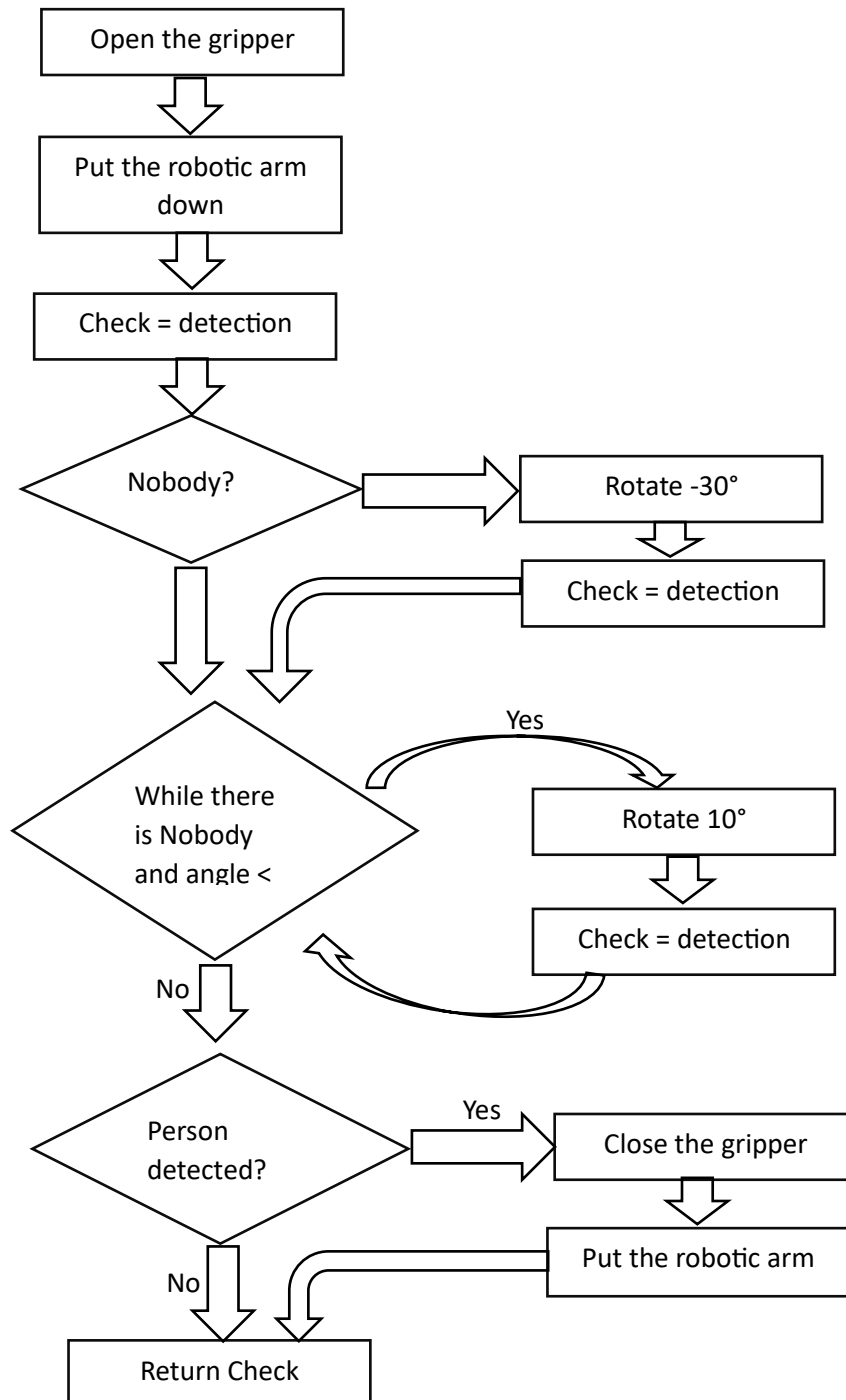 Open the gripper
Put the robotic arm
down
Check = detection
Nobody?
Rotate -30°
Check = detection
Yes
While there
is Nobody
and angle <
Rotate 10°
Check = detection
No
Person
detected?
Yes
Close the gripper
Put the robotic arm
No
Return Check